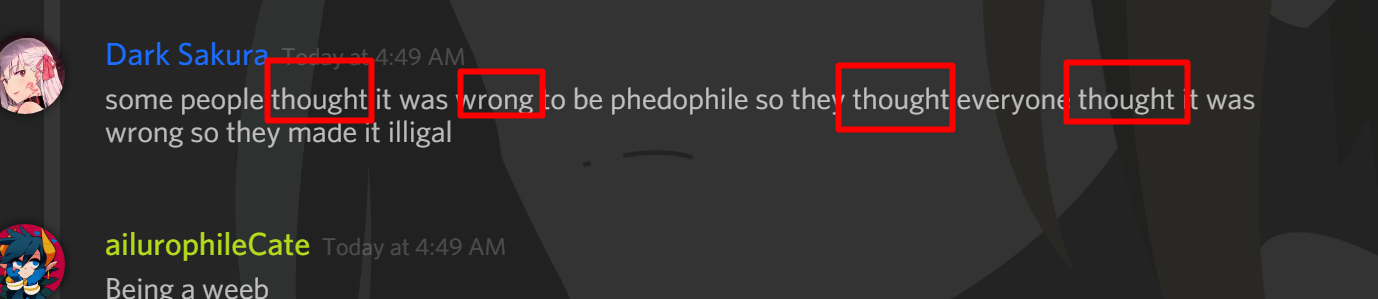 Dark Sakura Today at 4:49 AM
some people thought it was wrong to be phedophile so they thought everyone thought it was
wrong so they made it illigal
ailurophileCate Today at 4:49 AM
Being a weeb